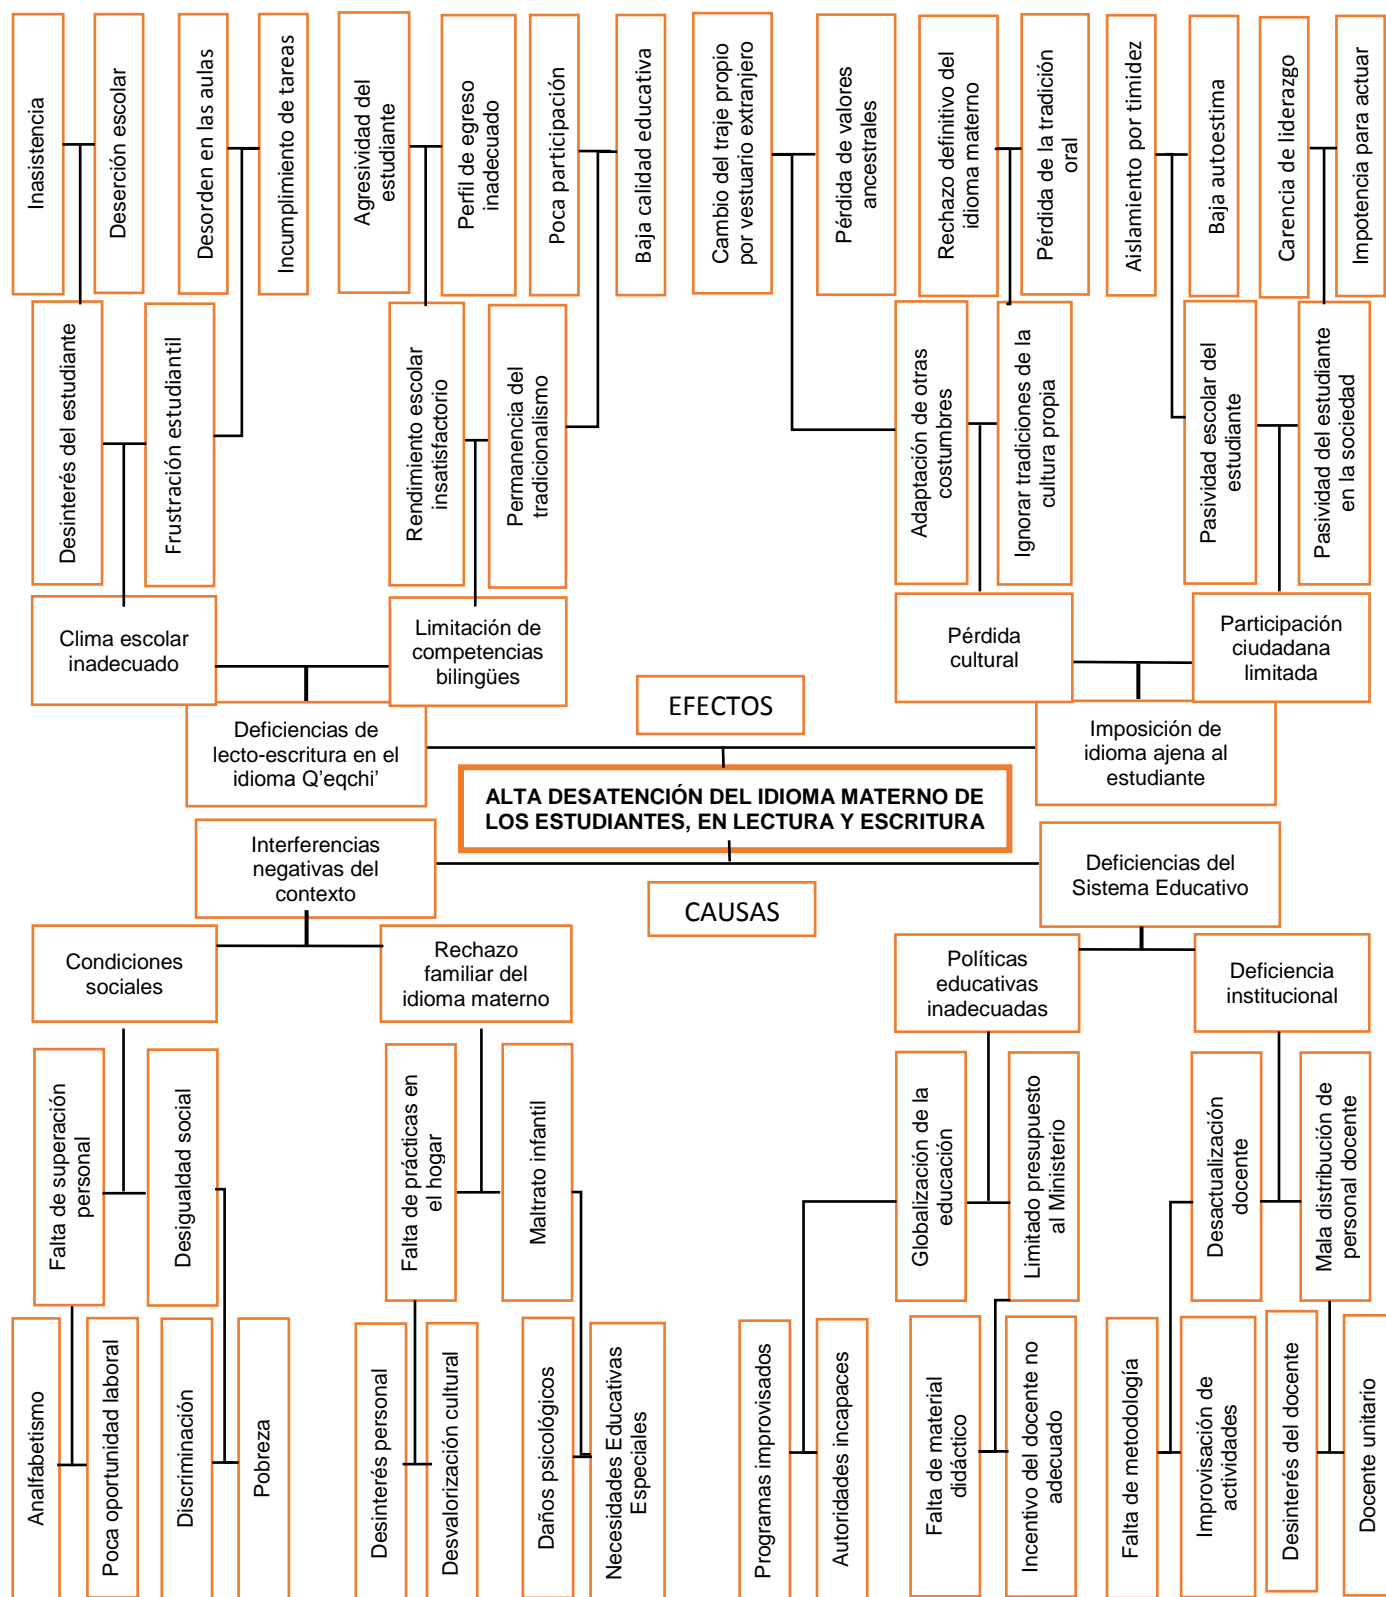 Inasistencia
Deserción escolar
Desorden en las aulas
Incumplimiento de tareas
Agresividad del
estudiante
Perfil de egreso
inadecuado
Poca participación
Baja calidad educativa
Cambio del traje propio
por vestuario extranjero
Pérdida de valores
ancestrales
Rechazo definitivo del
idioma materno
Pérdida de la tradición
oral
Aislamiento por timidez
Baja autoestima
Carencia de liderazgo
Impotencia para actuar
Desinterés del estudiante
Frustración estudiantil
Rendimiento escolar
insatisfactorio
Permanencia del
tradicionalismo
Adaptación de otras
costumbres
Ignorar tradiciones de la
cultura propia
Pasividad escolar del
estudiante
Pasividad del estudiante
en la sociedad
Clima escolar
inadecuado
Limitación de
competencias
bilingües
Pérdida
cultural
Participación
ciudadana
limitada
EFECTOS
Deficiencias de
lecto-escritura en el
idioma Q’eqchi’
Imposición de
idioma ajena al
estudiante
ALTA DESATENCIÓN DEL IDIOMA MATERNO DE
LOS ESTUDIANTES, EN LECTURA Y ESCRITURA
Interferencias
negativas del
contexto
Deficiencias del
Sistema Educativo
CAUSAS
Condiciones
sociales
Rechazo
familiar del
idioma materno
Políticas
educativas
inadecuadas
Deficiencia
institucional
Falta de superación
personal
Desigualdad social
Falta de prácticas en
el hogar
Maltrato infantil
Globalización de la
educación
Limitado presupuesto
al Ministerio
Desactualización
docente
Mala distribución de
personal docente
Analfabetismo
Poca oportunidad laboral
Discriminación
Pobreza
Desinterés personal
Desvalorización cultural
Daños psicológicos
Necesidades Educativas
Especiales
Programas improvisados
Autoridades incapaces
Falta de material
didáctico
Incentivo del docente no
adecuado
Falta de metodología
Improvisación de
actividades
Desinterés del docente
Docente unitario